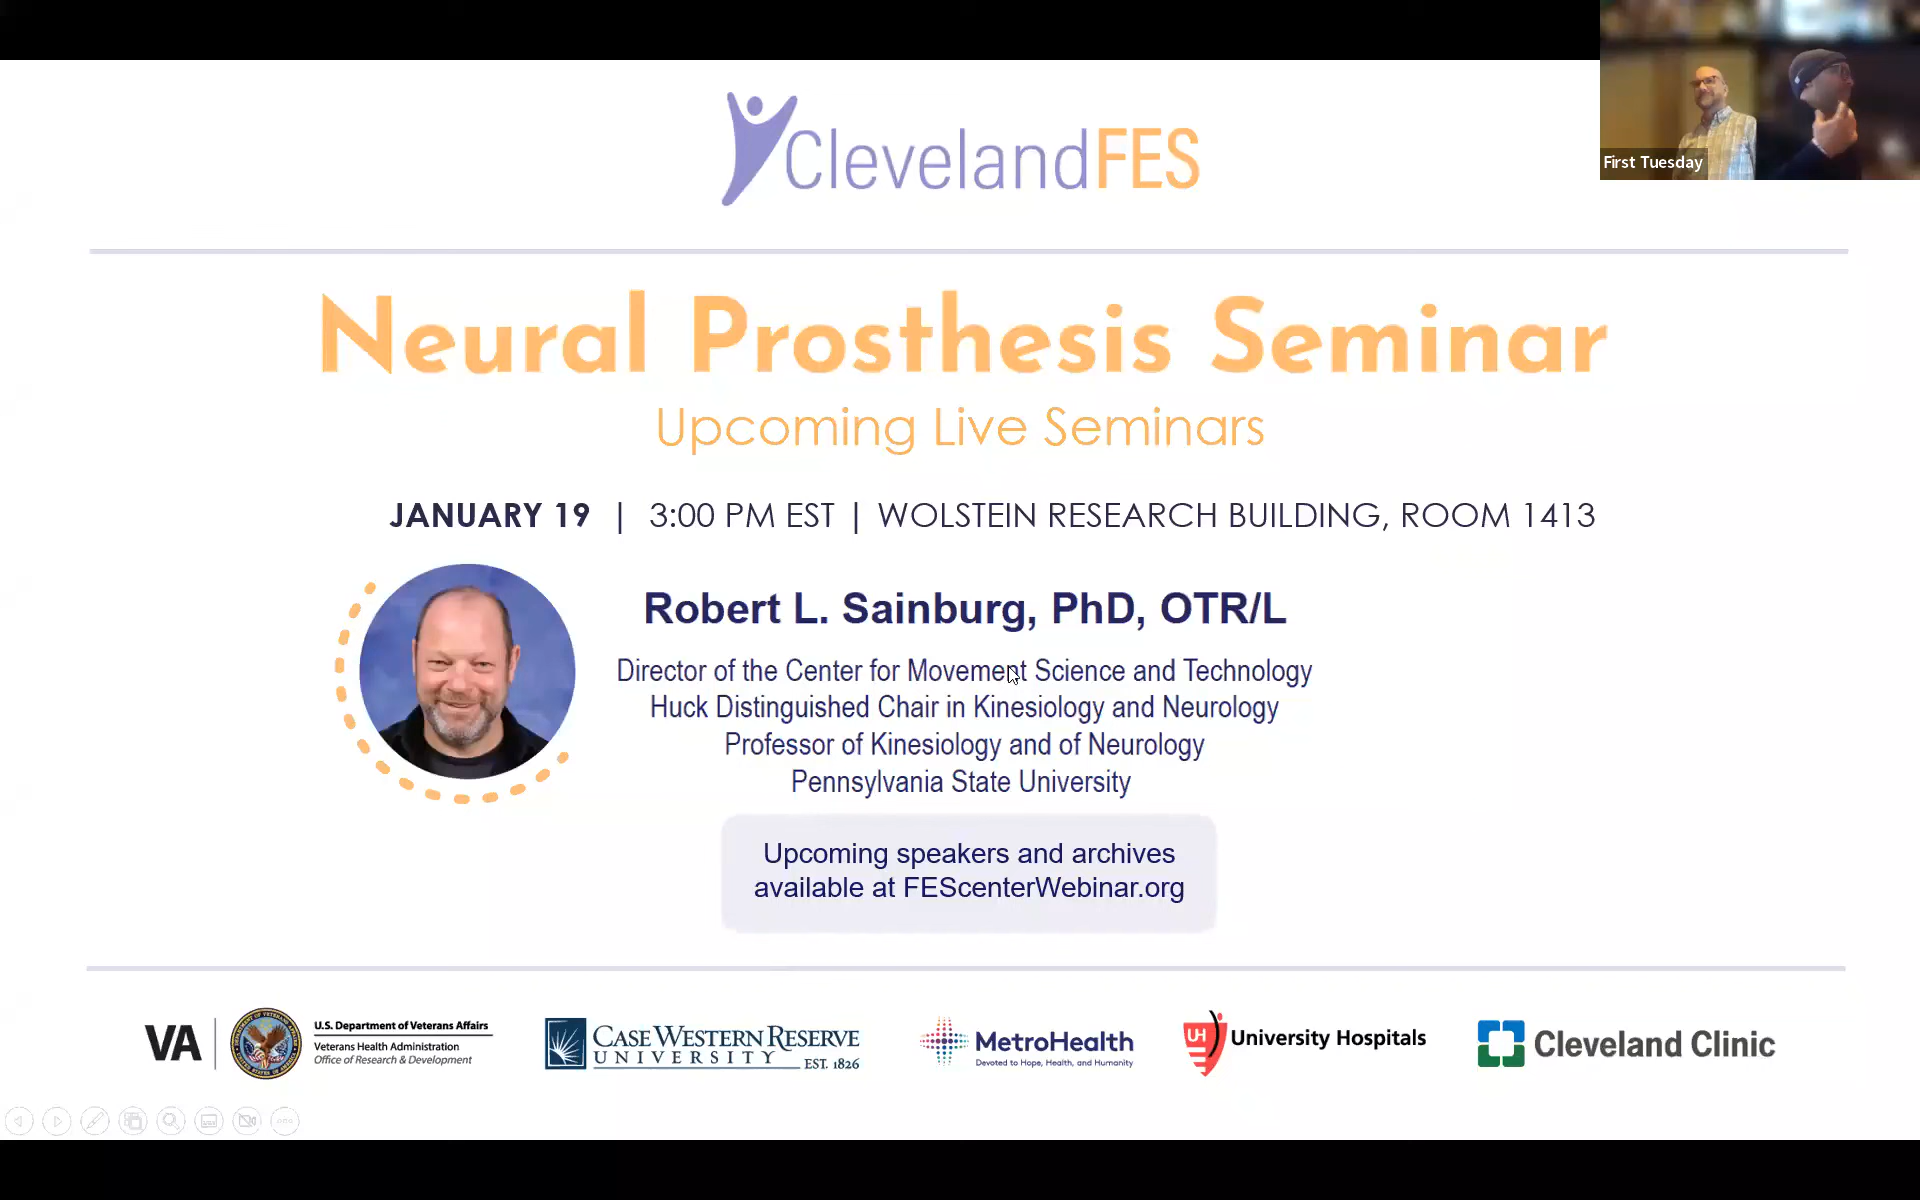 First Tuesday
ClevelandFES
Neural Prosthesis Seminar
Upcoming Live Seminars
JANUARY 19 | 3:00 PM EST | WOLSTEIN RESEARCH BUILDING, ROOM 1413
Robert L. Sainburg, PhD, OTR/L
Director of the Center for Movement Science and Technology
Huck Distinguished Chair in Kinesiology and Neurology
Professor of Kinesiology and of Neurology
Pennsylvania State University
Upcoming speakers and archives
available at FEScenterWebinar.org
VA
U.S. Department of Veterans Affairs
Veterans Health Administration
Office of Research & Development
CASE WESTERN RESERVE
UNIVERSITY
EST. 1826
MetroHealth
Devoted to Hope, Health, and Humanity
UH
University Hospitals
Cleveland Clinic